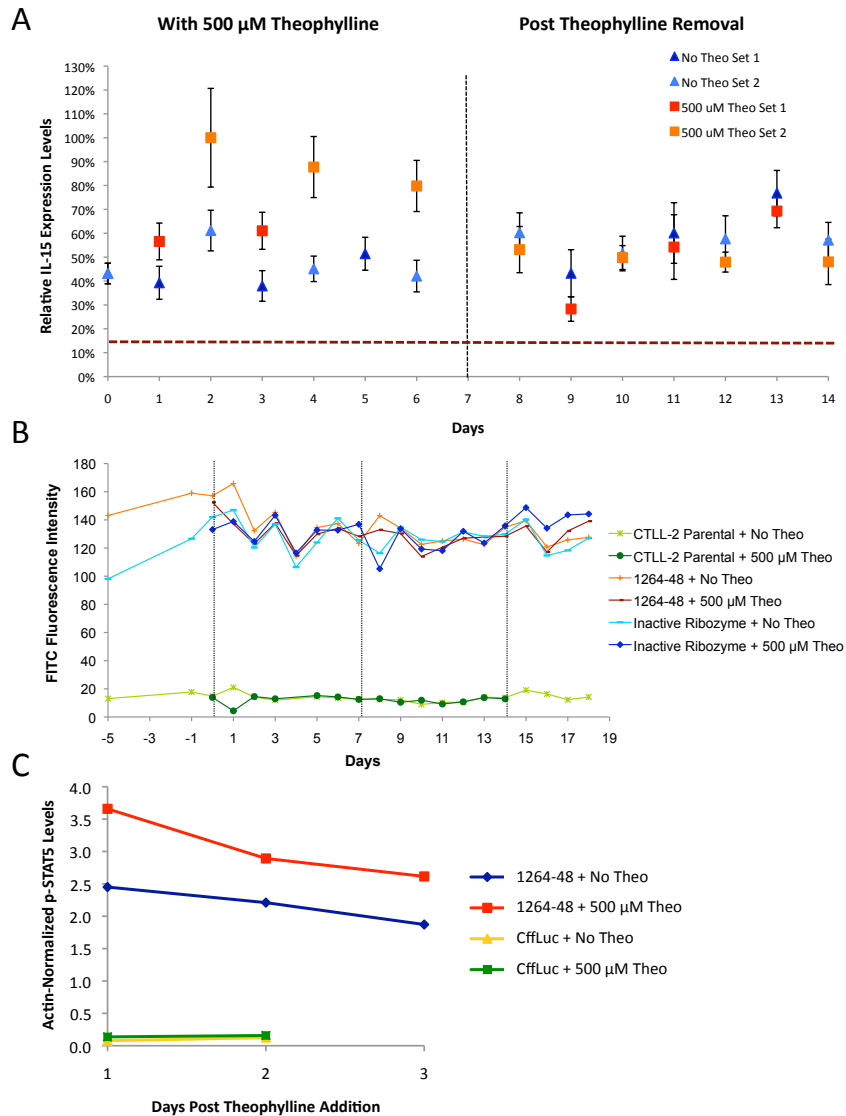 A
With 500 μM Theophylline
Post Theophylline Removal
Relative IL-15 Expression Levels
130%
120%
110%
100%
90%
80%
70%
60%
50%
40%
30%
20%
10%
0%
No Theo Set 1
No Theo Set 2
500 uM Theo Set 1
500 uM Theo Set 2
0 1 2 3 4 5 6 7 8 9 10 11 12 13 14
Days
B
FITC Fluorescence Intensity
180
160
140
120
100
80
60
40
20
0
CTLL-2 Parental + No Theo
CTLL-2 Parental + 500 μM Theo
1264-48 + No Theo
1264-48 + 500 μM Theo
Inactive Ribozyme + No Theo
Inactive Ribozyme + 500 μM Theo
-5 -3 -1 1 3 5 7 9 11 13 15 17 19
Days
C
Actin-Normalized p-STAT5 Levels
4.0
3.5
3.0
2.5
2.0
1.5
1.0
0.5
0.0
1264-48 + No Theo
1264-48 + 500 μM Theo
CffLuc + No Theo
CffLuc + 500 μM Theo
1 2 3
Days Post Theophylline Addition